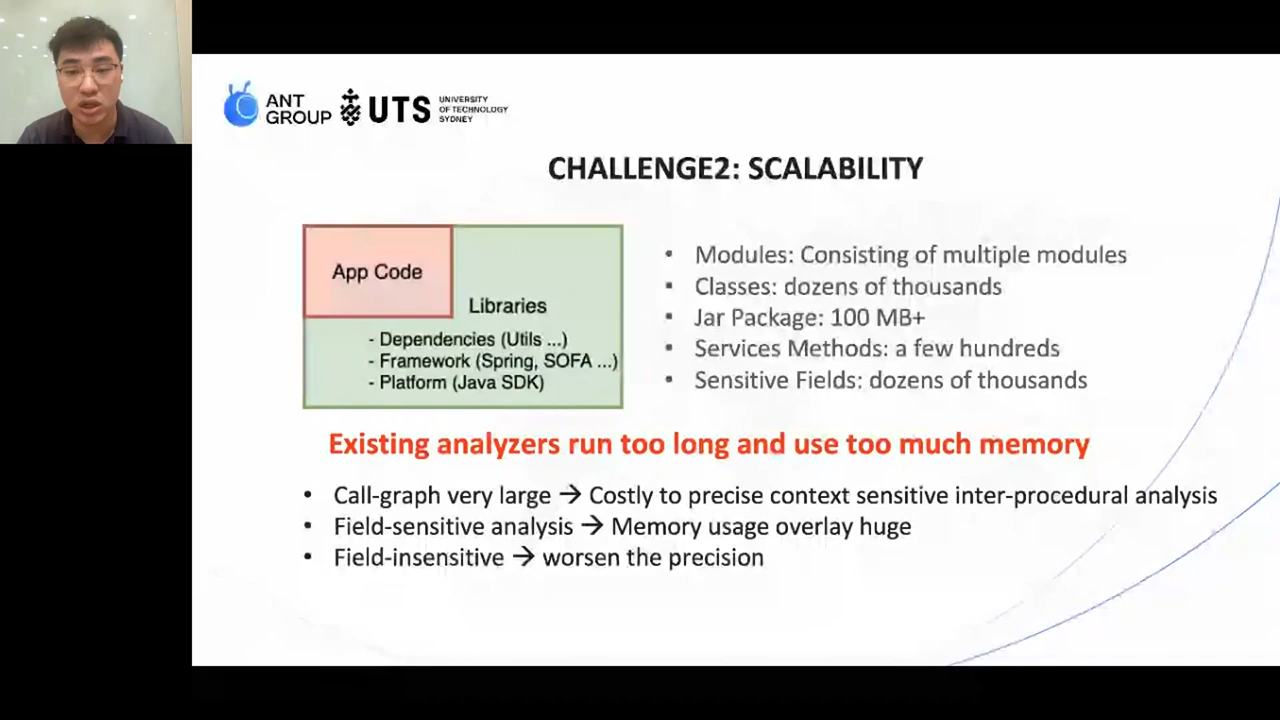 ANT
GROUP
UTS
UNIVERSITY
OF TECHNOLOGY
SYDNEY
CHALLENGE2: SCALABILITY
App Code
Libraries
- Dependencies (Utils ...)
- Framework (Spring, SOFA ...)
- Platform (Java SDK)
• Modules: Consisting of multiple modules
• Classes: dozens of thousands
• Jar Package: 100 MB+
• Services Methods: a few hundreds
• Sensitive Fields: dozens of thousands
Existing analyzers run too long and use too much memory
• Call-graph very large → Costly to precise context sensitive inter-procedural analysis
• Field-sensitive analysis → Memory usage overlay huge
• Field-insensitive → worsen the precision